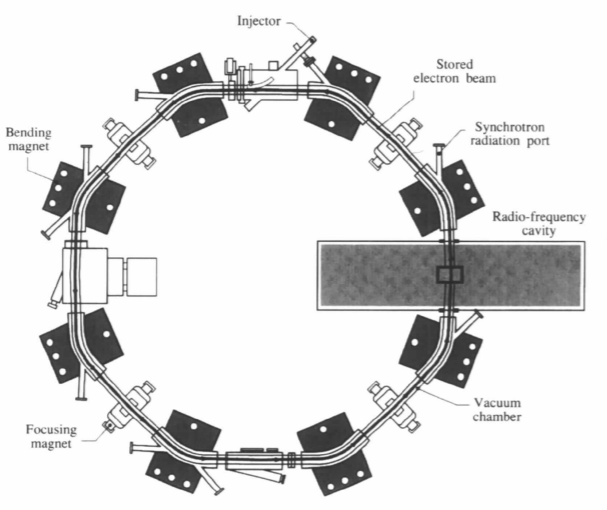 Injector
Stored
electron beam
Bending
magnet
Synchrotron
radiation port
Radio-frequency
cavity
Vacuum
chamber
Focusing
magnet